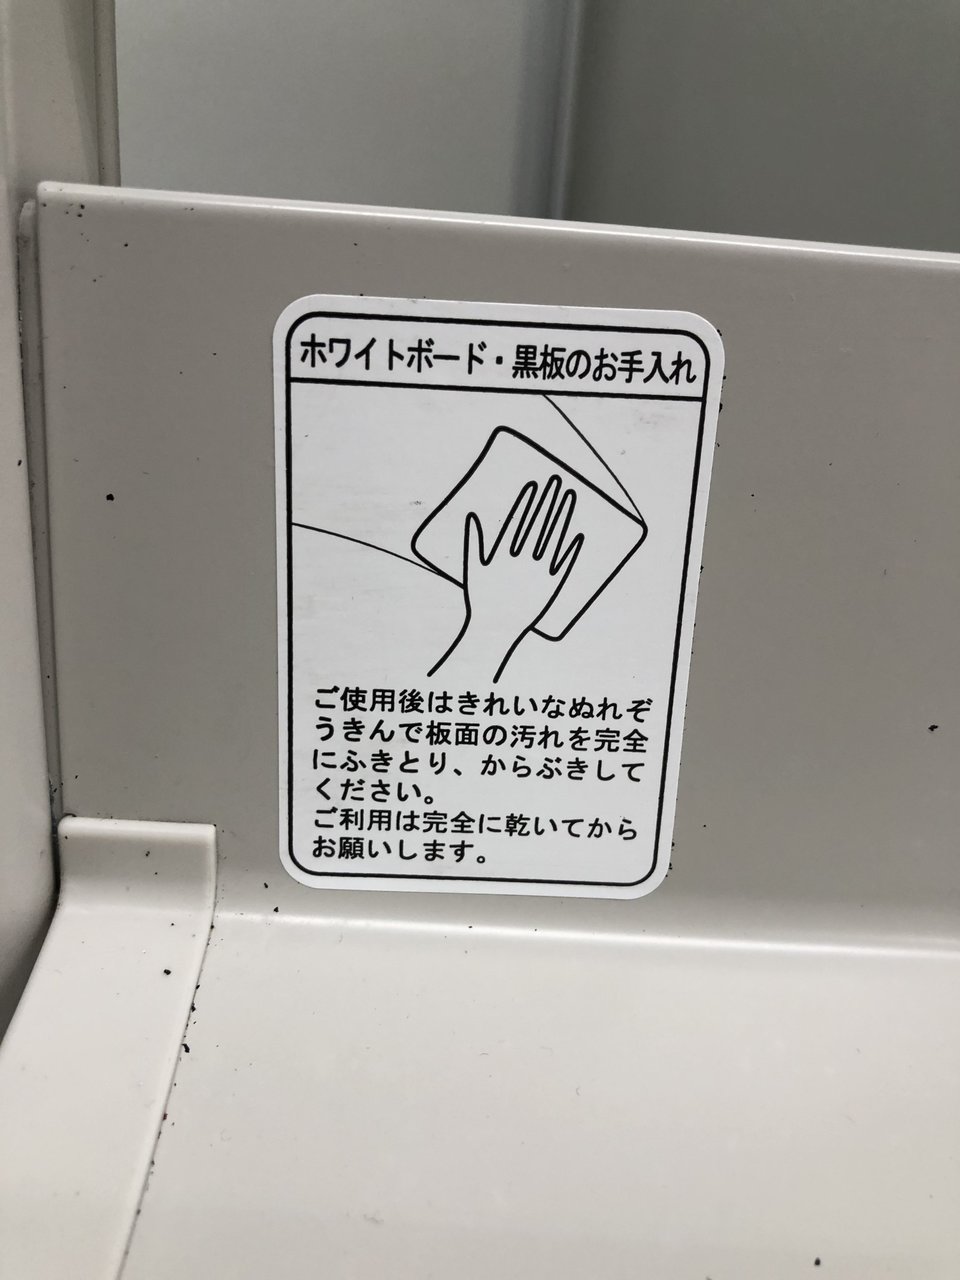 ホワイトボード・黒板のお手入れ
ご使用後はきれいなぬれぞ
うきんで板面の汚れを完全
にふきとり、からぶきして
ください。
ご利用は完全に乾いてから
お願いします。